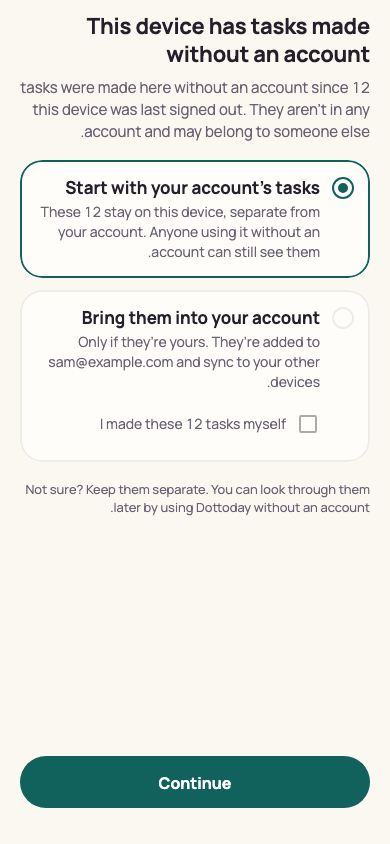 This device has tasks made
without an account
12 tasks were made here without an account since
this device was last signed out. They aren't in any
account and may belong to someone else.
Start with your account's tasks
These 12 stay on this device, separate from
your account. Anyone using it without an
account can still see them.
Bring them into your account
Only if they're yours. They're added to
sam@example.com and sync to your other
devices.
I made these 12 tasks myself
Not sure? Keep them separate. You can look through them
later by using Dottoday without an account.
Continue